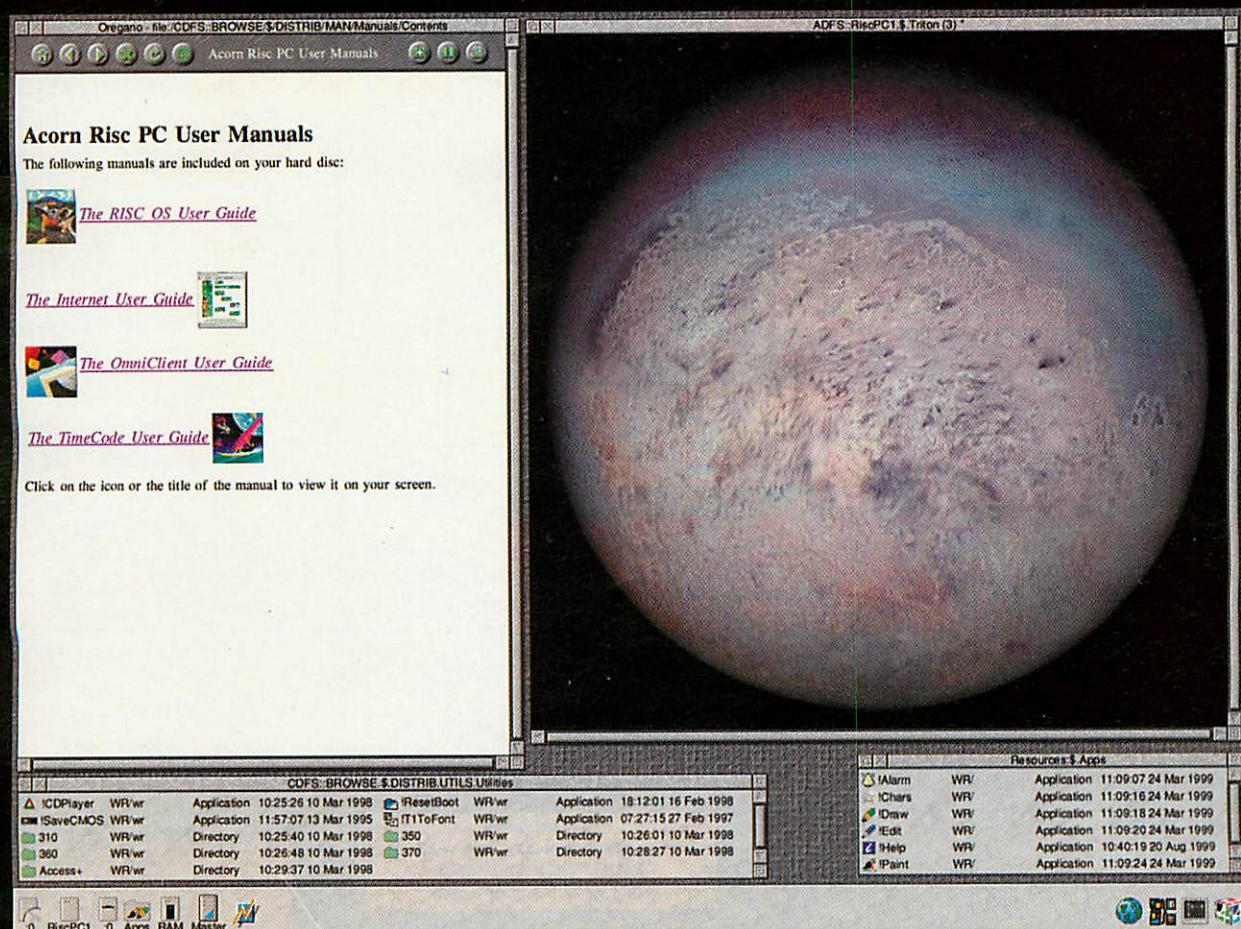 Oregano - file:/CDFS::BROWSE/$/DISTRIB/MAN/Manuals/Contents
Acorn Risc PC User Manuals
Acorn Risc PC User Manuals
The following manuals are included on your hard disc:
The RISC OS User Guide
The Internet User Guide
The OmniClient User Guide
The TimeCode User Guide
Click on the icon or the title of the manual to view it on your screen.
ADFS::RiscPC1.$.Triton (3) *
CDFS::BROWSE.$.DISTRIB.UTILS.Utilities
!CDPlayer WR/wr Application 10:25:26 10 Mar 1998 !ResetBoot WR/wr Application 18:12:01 16 Feb 1998
!SaveCMOS WR/wr Application 11:57:07 13 Mar 1995 !T1ToFont WR/wr Application 07:27:15 27 Feb 1997
310 WR/wr Directory 10:25:40 10 Mar 1998 350 WR/wr Directory 10:26:01 10 Mar 1998
360 WR/wr Directory 10:26:48 10 Mar 1998 370 WR/wr Directory 10:28:27 10 Mar 1998
Access+ WR/wr Directory 10:29:37 10 Mar 1998
Resources:$.Apps
!Alarm WR/ Application 11:09:07 24 Mar 1999
!Chars WR/ Application 11:09:16 24 Mar 1999
!Draw WR/ Application 11:09:18 24 Mar 1999
!Edit WR/ Application 11:09:20 24 Mar 1999
!Help WR/ Application 10:40:19 20 Aug 1999
!Paint WR/ Application 11:09:24 24 Mar 1999
:0 RiscPC1 :0 Apps RAM Master